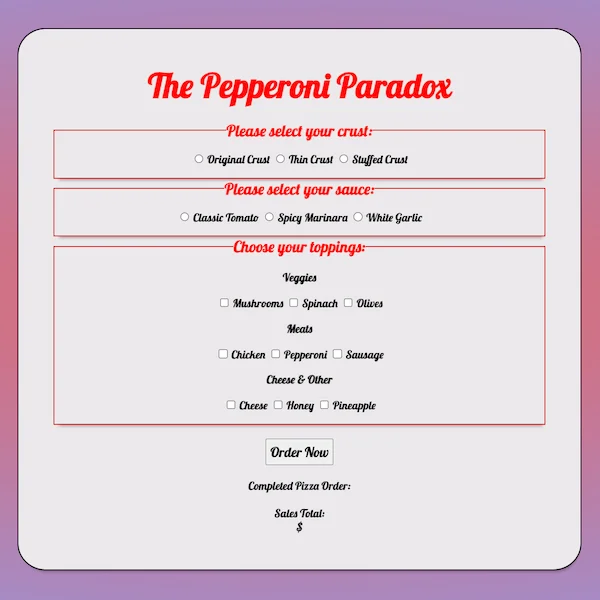 The Pepperoni Paradox
Please select your crust:
Original Crust Thin Crust Stuffed Crust
Please select your sauce:
Classic Tomato Spicy Marinara White Garlic
Choose your toppings:
Veggies
Mushrooms Spinach Olives
Meats
Chicken Pepperoni Sausage
Cheese & Other
Cheese Honey Pineapple
Order Now
Completed Pizza Order:
Sales Total:
$